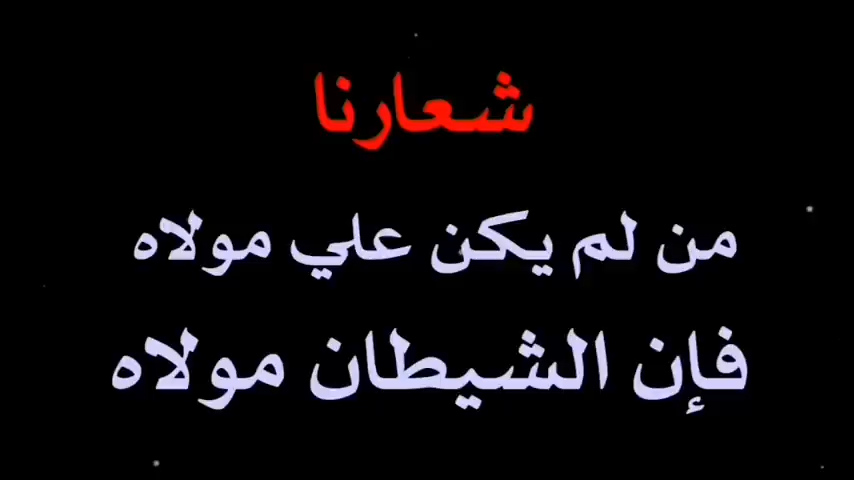 شعارنا
من لم يكن علي مولاه
فإن الشيطان مولاه